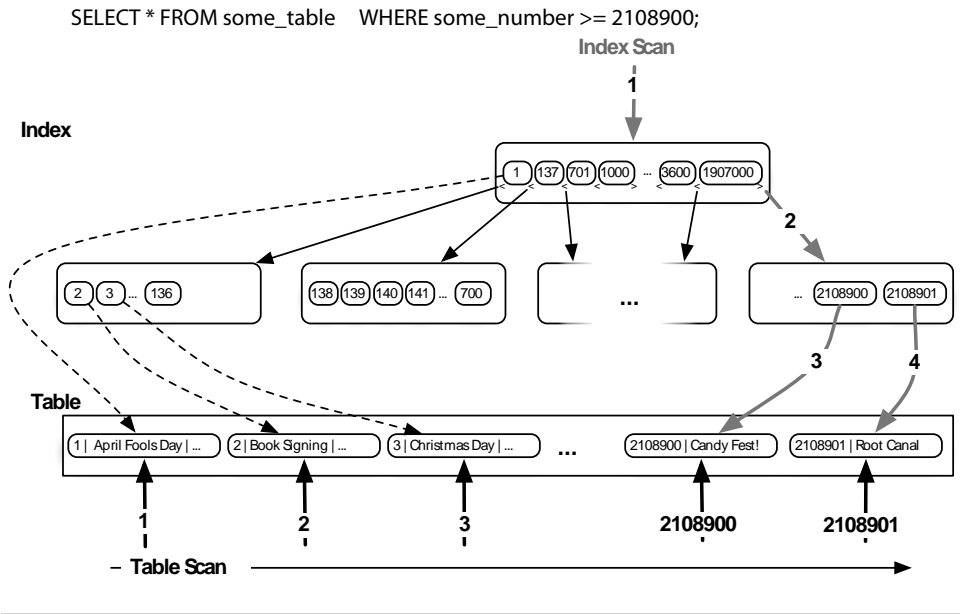 SELECT * FROM some_table WHERE some_number >= 2108900;
Index Scan
1
Index
1 137 701 1000 ... 3600 1907000
< < < < > < < >
2
2 3 ... 136
138 139 140 141 ... 700
...
... 2108900 2108901
3 4
Table
1 | April Fools Day | ...
2 | Book Signing | ...
3 | Christmas Day | ...
...
2108900 | Candy Fest!
2108901 | Root Canal
1 2 3 2108900 2108901
Table Scan